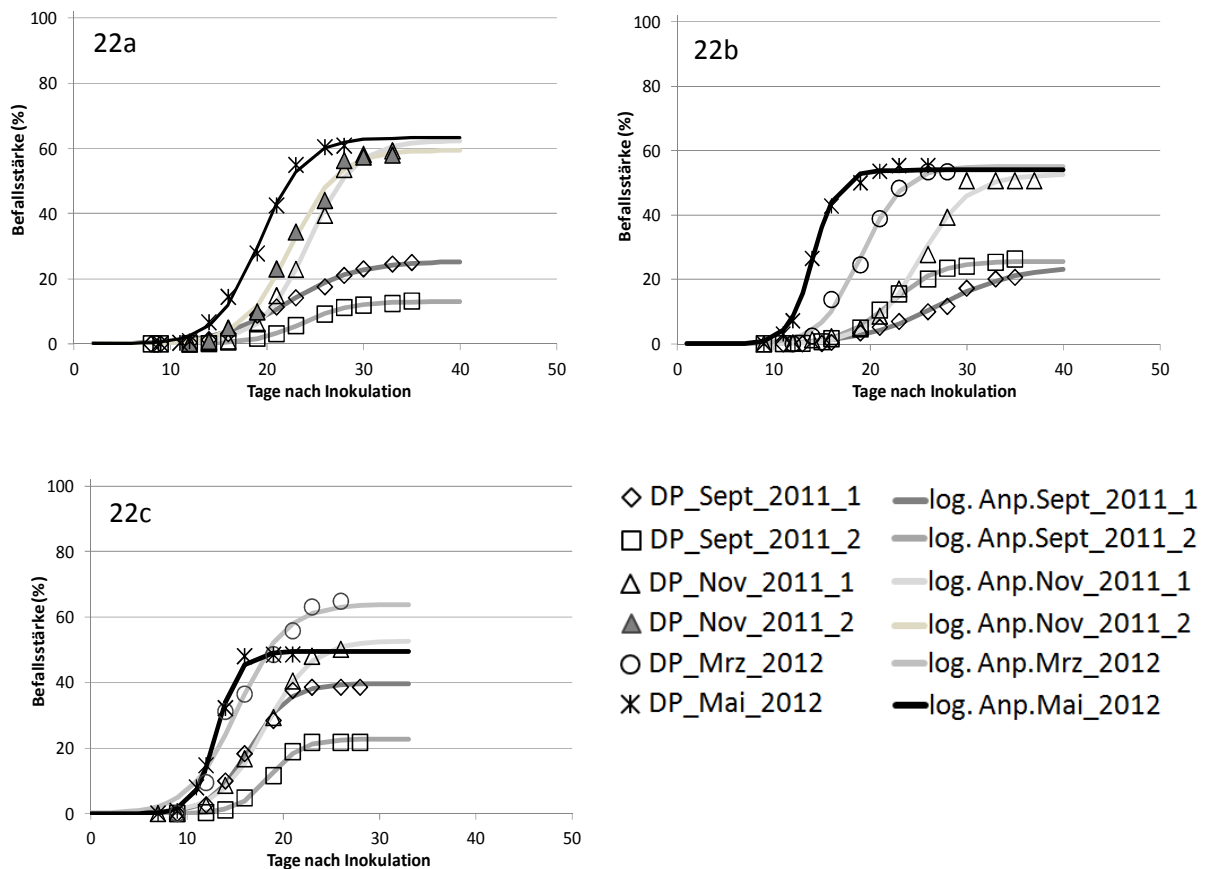 22a
Befallsstärke (%)
100
80
60
40
20
0
0 10 20 30 40 50
Tage nach Inokulation
22b
Befallsstärke (%)
100
80
60
40
20
0
0 10 20 30 40 50
Tage nach Inokulation
22c
Befallsstärke (%)
100
80
60
40
20
0
0 10 20 30 40 50
Tage nach Inokulation
DP_Sept_2011_1
DP_Sept_2011_2
DP_Nov_2011_1
DP_Nov_2011_2
DP_Mrz_2012
DP_Mai_2012
log. Anp.Sept_2011_1
log. Anp.Sept_2011_2
log. Anp.Nov_2011_1
log. Anp.Nov_2011_2
log. Anp.Mrz_2012
log. Anp.Mai_2012